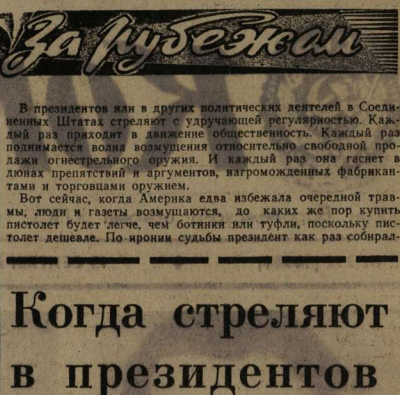 За рубежом
В президентов или в других политических деятелей в Соеди-
ненных Штатах стреляют с удручающей регулярностью. Каж-
дый раз приходит в движение общественность. Каждый раз
поднимается волна возмущения относительно свободной про-
дажи огнестрельного оружия. И каждый раз она гаснет в
дюнах препятствий и аргументов, нагроможденных фабрикан-
тами и торговцами оружием.
Вот сейчас, когда Америка едва избежала очередной трав-
мы, люди и газеты возмущаются, до каких же пор купить
пистолет будет легче, чем ботинки или туфли, поскольку пис-
толет дешевле. По иронии судьбы президент как раз собирал-
Когда стреляют
в президентов